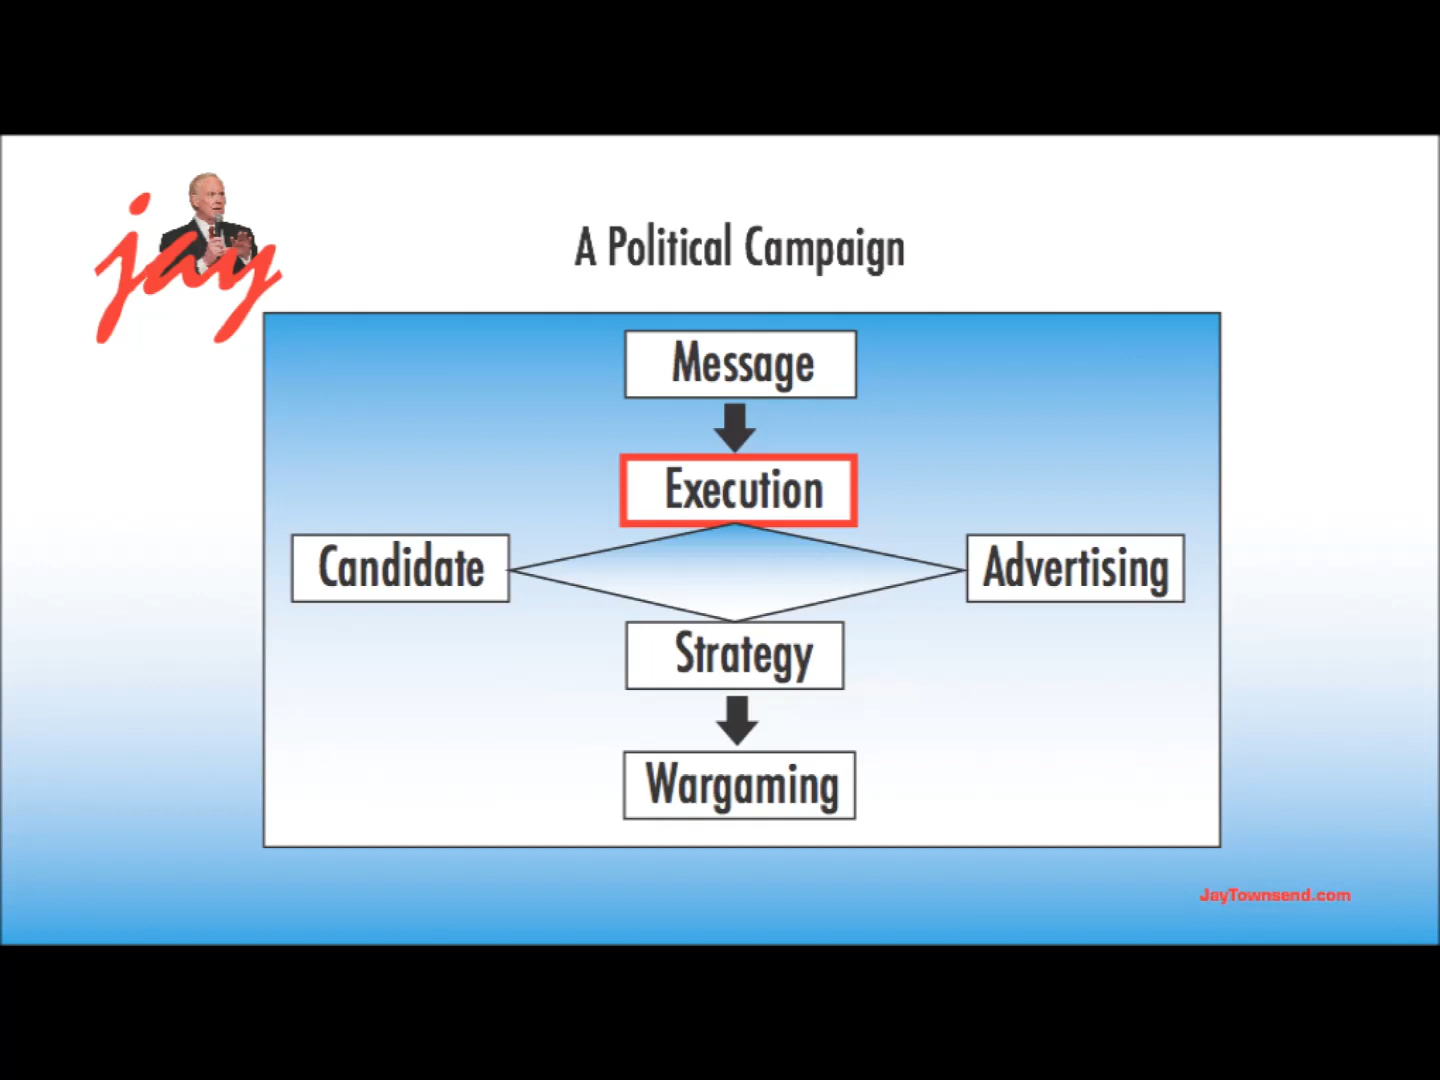 jay
A Political Campaign
Message
Execution
Candidate
Advertising
Strategy
Wargaming
JayTownsend.com